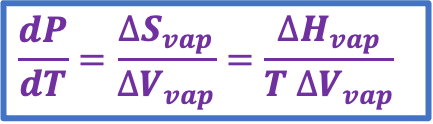 dP/dT = ΔS_vap/ΔV_vap = ΔH_vap/(T ΔV_vap)